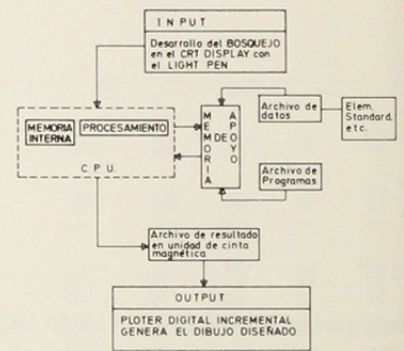 INPUT
Desarrollo del BOSQUEJO
en el CRT DISPLAY con
el LIGHT PEN
MEMORIA
INTERNA
PROCESAMIENTO
C.P.U.
MEMORIA
DE
APOYO
Archivo de
datos
Elem.
Standard,
etc.
Archivo de
Programas
Archivo de resultado
en unidad de cinta
magnética
OUTPUT
PLOTER DIGITAL INCREMENTAL
GENERA EL DIBUJO DISEÑADO